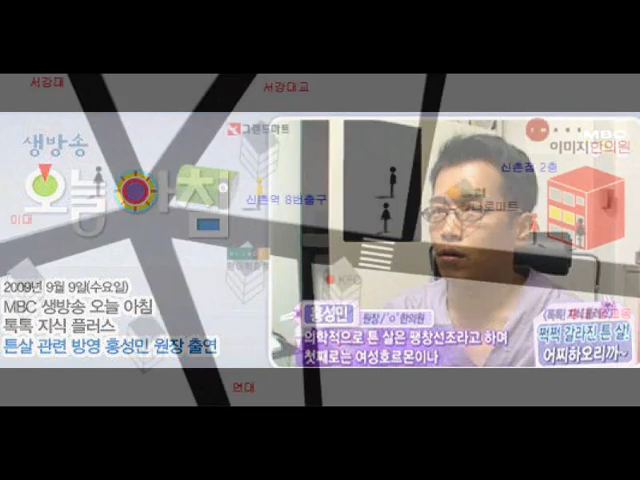 서강대
서강대교
생방송
오늘 아침
그랜드마트
MBC
이미지한의원
신촌점 2층
신촌역 8번출구
이대
KFC
2009년 9월 9일(수요일)
MBC 생방송 오늘 아침
톡톡 지식 플러스
튼살 관련 방영 홍성민 원장 출연
홍성민
원장 / 'ㅇ' 한의원
의학적으로 튼 살은 팽창선조라고 하며
첫째로는 여성호르몬이나
쩍쩍 갈라진 튼 살!
어찌하오리까~
연대